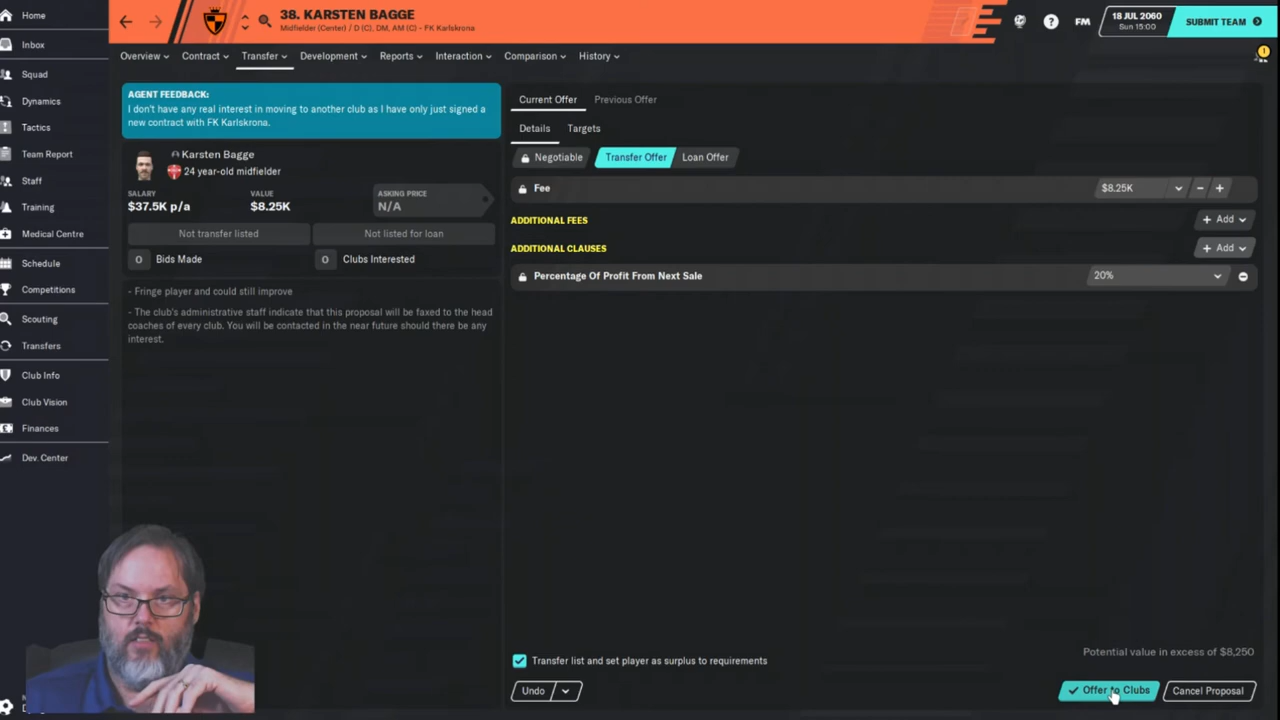 38. KARSTEN BAGGE
Midfielder (Center) / D (C), DM, AM (C) - FK Karlskrona
FM
18 JUL 2060
Sun 15:00
SUBMIT TEAM
Home
Inbox
Squad
Dynamics
Tactics
Team Report
Staff
Training
Medical Centre
Schedule
Competitions
Scouting
Transfers
Club Info
Club Vision
Finances
Dev. Center
Overview
Contract
Transfer
Development
Reports
Interaction
Comparison
History
1
AGENT FEEDBACK:
I don't have any real interest in moving to another club as I have only just signed a
new contract with FK Karlskrona.
Karsten Bagge
24 year-old midfielder
SALARY
$37.5K p/a
VALUE
$8.25K
ASKING PRICE
N/A
Not transfer listed
Not listed for loan
0 Bids Made
0 Clubs Interested
- Fringe player and could still improve
- The club's administrative staff indicate that this proposal will be faxed to the head
coaches of every club. You will be contacted in the near future should there be any
interest.
Current Offer
Previous Offer
Details
Targets
Negotiable
Transfer Offer
Loan Offer
Fee
$8.25K
ADDITIONAL FEES
+ Add
ADDITIONAL CLAUSES
+ Add
Percentage Of Profit From Next Sale
20%
Potential value in excess of $8,250
Transfer list and set player as surplus to requirements
Undo
Offer to Clubs
Cancel Proposal